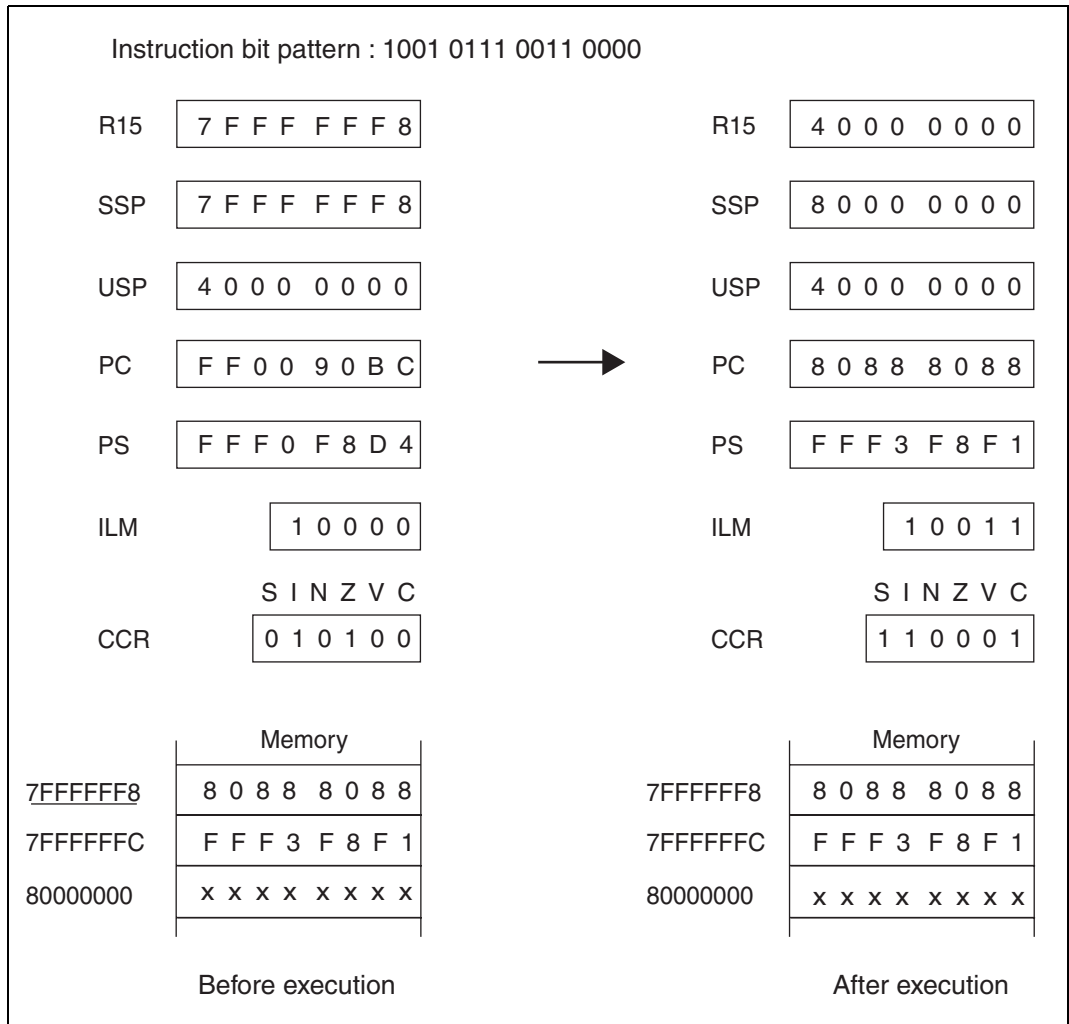 Instruction bit pattern : 1001 0111 0011 0000
R15 7 F F F F F F 8
R15 4 0 0 0 0 0 0 0
SSP 7 F F F F F F 8
SSP 8 0 0 0 0 0 0 0
USP 4 0 0 0 0 0 0 0
USP 4 0 0 0 0 0 0 0
PC F F 0 0 9 0 B C
PC 8 0 8 8 8 0 8 8
PS F F F 0 F 8 D 4
PS F F F 3 F 8 F 1
ILM 1 0 0 0 0
ILM 1 0 0 1 1
S I N Z V C
S I N Z V C
CCR 0 1 0 1 0 0
CCR 1 1 0 0 0 1
Memory
Memory
7FFFFFF8 8 0 8 8 8 0 8 8
7FFFFFF8 8 0 8 8 8 0 8 8
7FFFFFFC F F F 3 F 8 F 1
7FFFFFFC F F F 3 F 8 F 1
80000000 x x x x x x x x
80000000 x x x x x x x x
Before execution
After execution